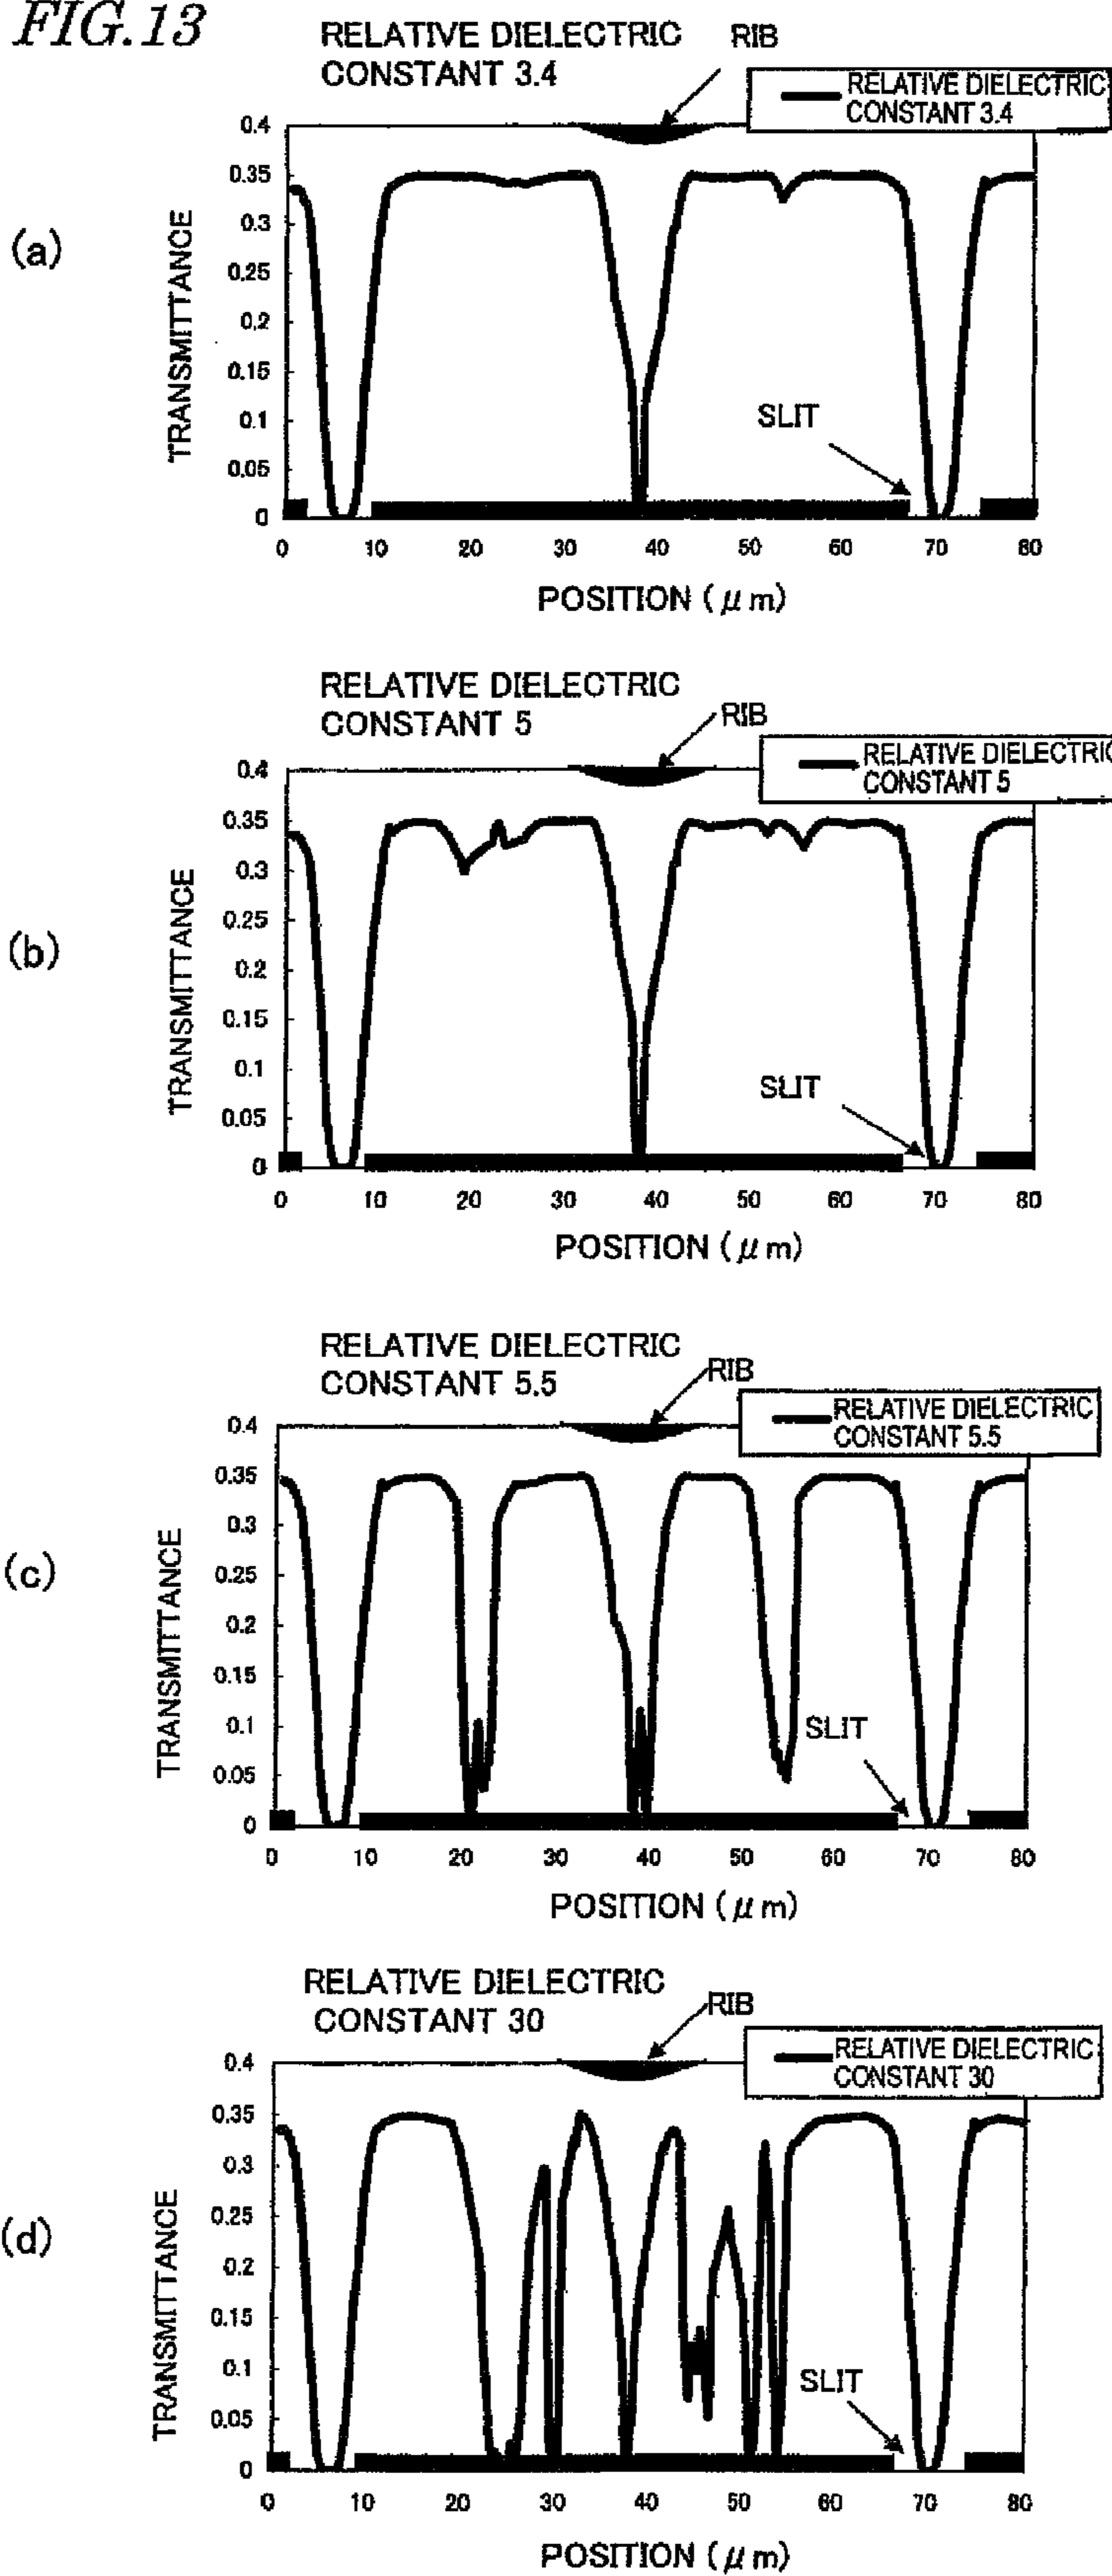 FIG.13
(a)
RELATIVE DIELECTRIC
CONSTANT 3.4
RIB
RELATIVE DIELECTRIC
CONSTANT 3.4
TRANSMITTANCE
0.4
0.35
0.3
0.25
0.2
0.15
0.1
0.05
0
SLIT
0 10 20 30 40 50 60 70 80
POSITION (μm)
(b)
RELATIVE DIELECTRIC
CONSTANT 5
RIB
RELATIVE DIELECTRIC
CONSTANT 5
TRANSMITTANCE
0.4
0.35
0.3
0.25
0.2
0.15
0.1
0.05
0
SLIT
0 10 20 30 40 50 60 70 80
POSITION (μm)
(c)
RELATIVE DIELECTRIC
CONSTANT 5.5
RIB
RELATIVE DIELECTRIC
CONSTANT 5.5
TRANSMITTANCE
0.4
0.35
0.3
0.25
0.2
0.15
0.1
0.05
0
SLIT
0 10 20 30 40 50 60 70 80
POSITION (μm)
(d)
RELATIVE DIELECTRIC
CONSTANT 30
RIB
RELATIVE DIELECTRIC
CONSTANT 30
TRANSMITTANCE
0.4
0.35
0.3
0.25
0.2
0.15
0.1
0.05
0
SLIT
0 10 20 30 40 50 60 70 80
POSITION (μm)